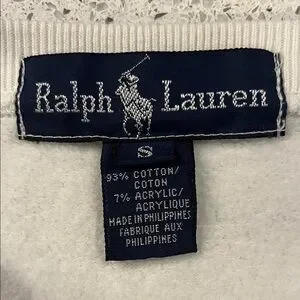 Ralph Lauren
S
93% COTTON/
COTON
7% ACRYLIC/
ACRYLIQUE
MADE IN PHILIPPINES
FABRIQUE AUX
PHILIPPINES